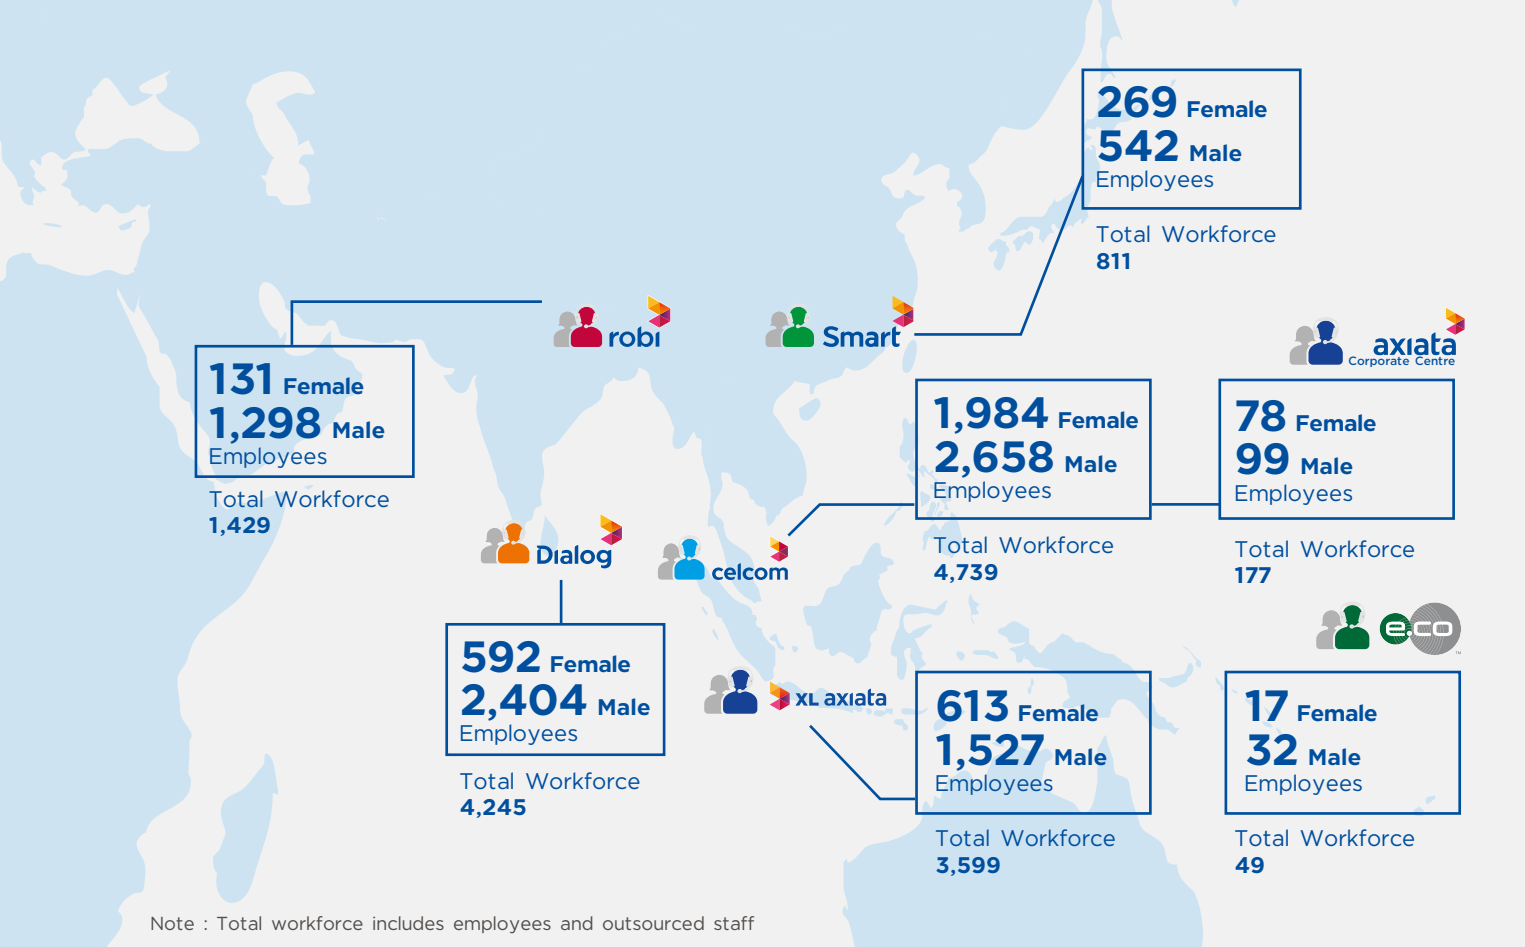 269 Female
542 Male
Employees
Total Workforce
811
robi
Smart
axiata
Corporate Centre
131 Female
1,298 Male
Employees
Total Workforce
1,429
1,984 Female
2,658 Male
Employees
Total Workforce
4,739
78 Female
99 Male
Employees
Total Workforce
177
Dialog
celcom
592 Female
2,404 Male
Employees
Total Workforce
4,245
e.co
TM
XL axiata
613 Female
1,527 Male
Employees
Total Workforce
3,599
17 Female
32 Male
Employees
Total Workforce
49
Note : Total workforce includes employees and outsourced staff